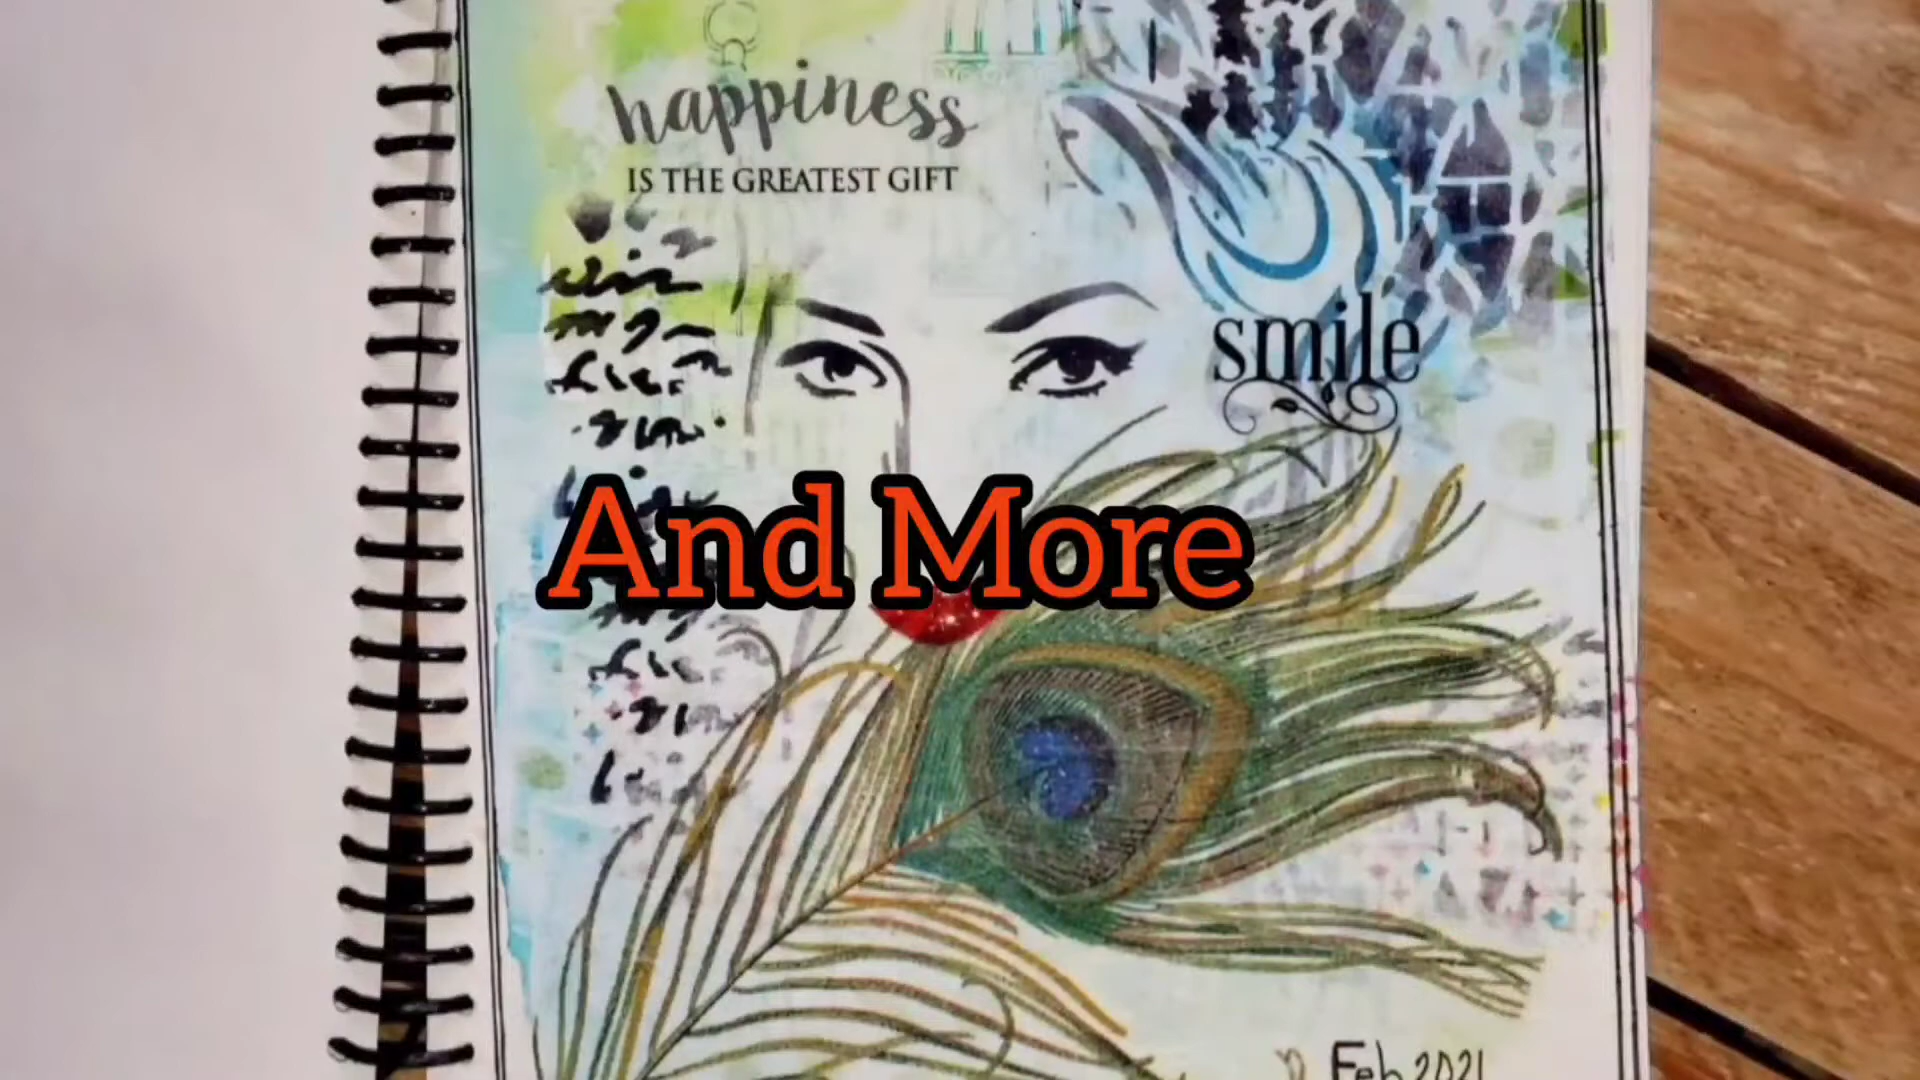 happiness
IS THE GREATEST GIFT
smile
And More
Feb 2021